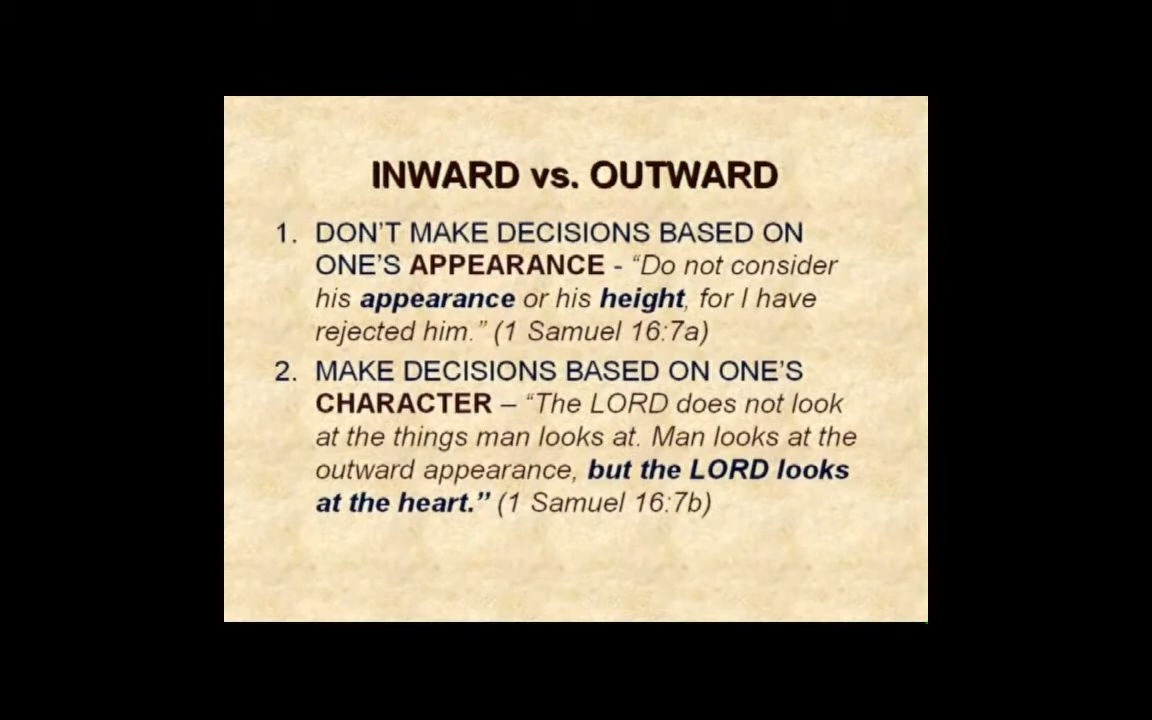 INWARD vs. OUTWARD
1. DON'T MAKE DECISIONS BASED ON
ONE'S APPEARANCE - “Do not consider
his appearance or his height, for I have
rejected him.” (1 Samuel 16:7a)
2. MAKE DECISIONS BASED ON ONE'S
CHARACTER – “The LORD does not look
at the things man looks at. Man looks at the
outward appearance, but the LORD looks
at the heart.” (1 Samuel 16:7b)